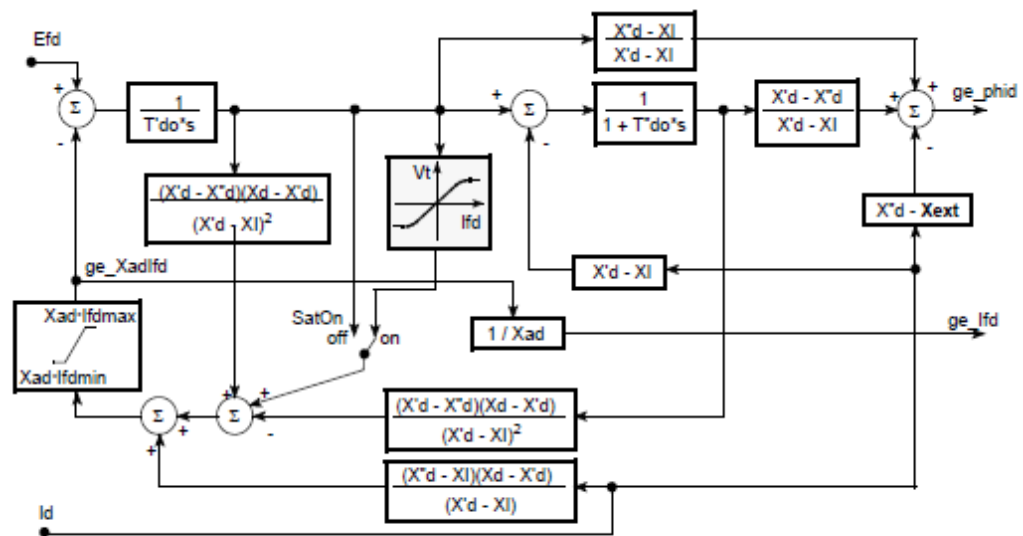 Efd
+
Σ
-
1
T'do*s
X"d - Xl
X'd - Xl
+
Σ
-
1
1 + T"do*s
X'd - X"d
X'd - Xl
+
+
Σ
-
ge_phid
(X'd - X"d)(Xd - X'd)
(X'd - Xl)²
Vt
Ifd
X"d - Xext
X'd - Xl
ge_XadIfd
Xad*Ifdmax
Xad*Ifdmin
SatOn
off
on
1 / Xad
ge_Ifd
Σ
+
+
Σ
+
+
-
(X'd - X"d)(Xd - X'd)
(X'd - Xl)²
(X"d - Xl)(Xd - X'd)
(X'd - Xl)
Id